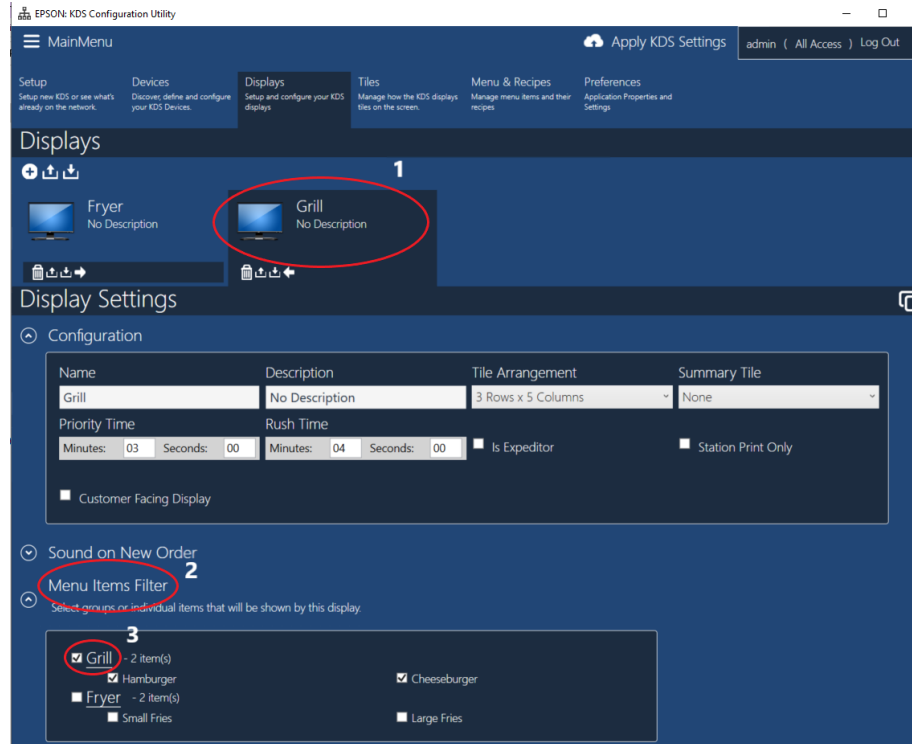 EPSON: KDS Configuration Utility
MainMenu
Apply KDS Settings
admin ( All Access ) Log Out
Setup
Setup new KDS or see what's
already on the network.
Devices
Discover, define and configure
your KDS Devices.
Displays
Setup and configure your KDS
displays
Tiles
Manage how the KDS displays
tiles on the screen.
Menu & Recipes
Manage menu items and their
recipes
Preferences
Application Properties and
Settings
Displays
1
Fryer
No Description
Grill
No Description
Display Settings
Configuration
Name
Description
Tile Arrangement
Summary Tile
Grill
No Description
3 Rows x 5 Columns
None
Priority Time
Rush Time
Minutes: 03 Seconds: 00
Minutes: 04 Seconds: 00
Is Expeditor
Station Print Only
Customer Facing Display
Sound on New Order
2
Menu Items Filter
Select groups or individual items that will be shown by this display.
3
Grill - 2 item(s)
Hamburger
Cheeseburger
Fryer - 2 item(s)
Small Fries
Large Fries